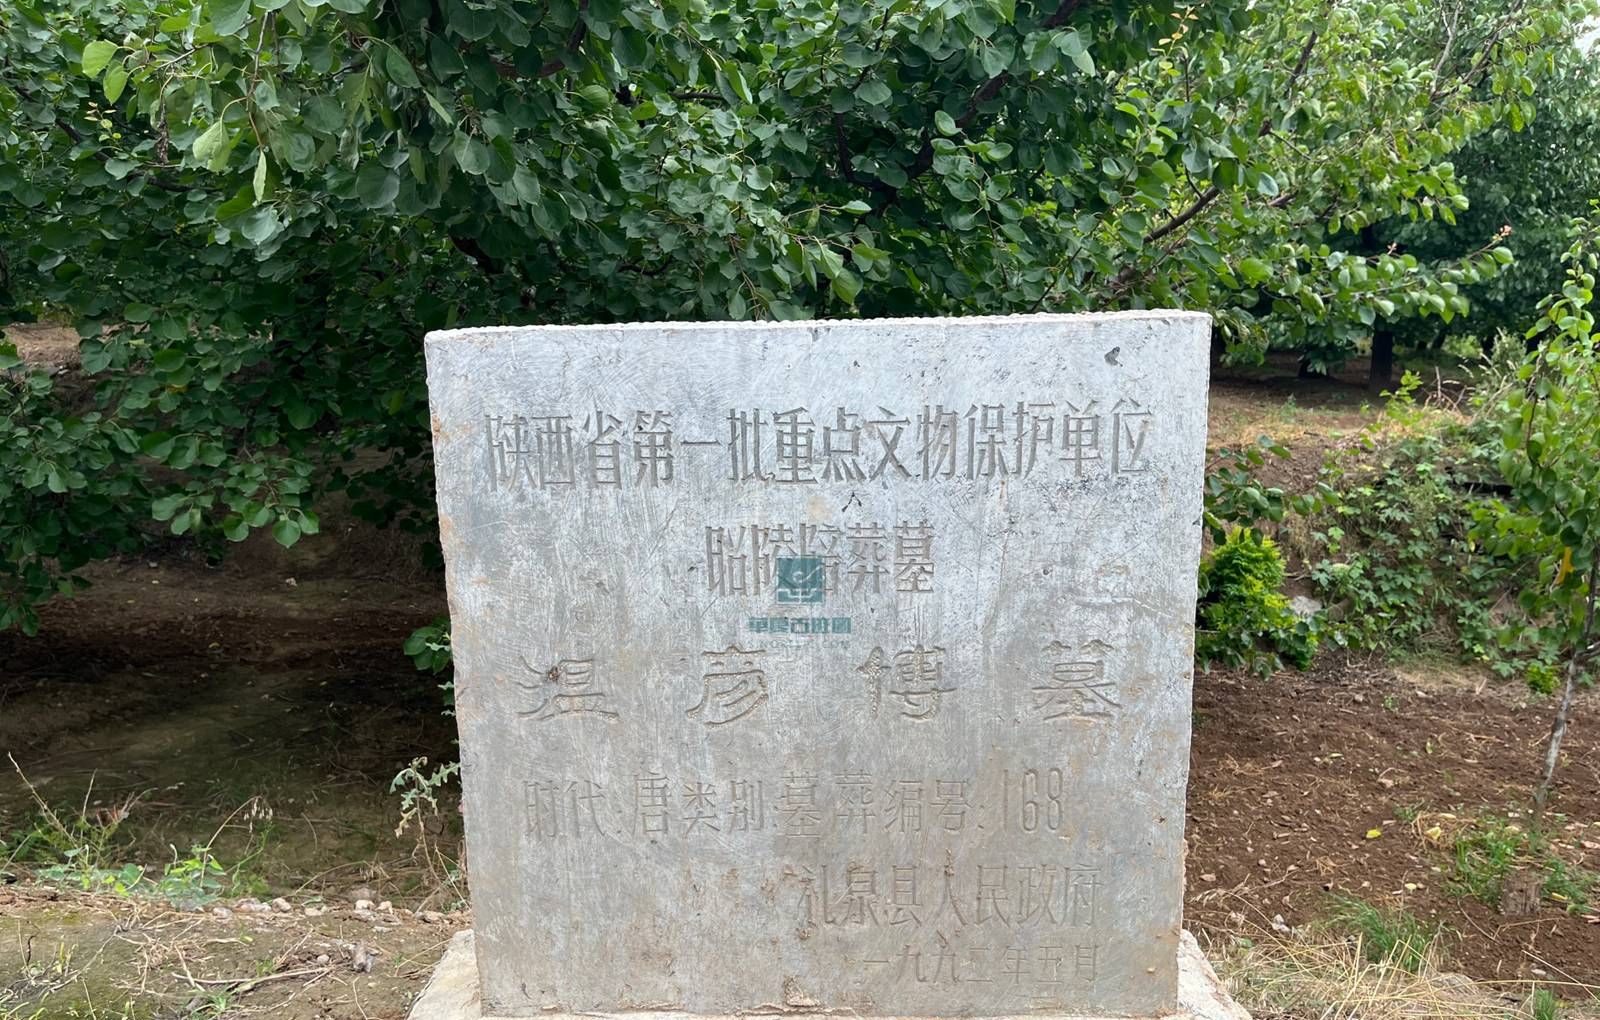 陕西省第一批重点文物保护单位
昭陵陪葬墓
温彦博墓
时代:唐类别:墓葬编号:168
礼泉县人民政府
一九九二年五月